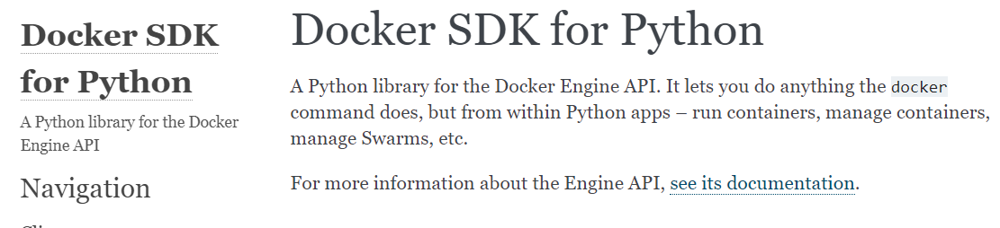 Docker SDK
for Python
A Python library for the Docker
Engine API
Navigation
Docker SDK for Python
A Python library for the Docker Engine API. It lets you do anything the docker
command does, but from within Python apps – run containers, manage containers,
manage Swarms, etc.
For more information about the Engine API, see its documentation.